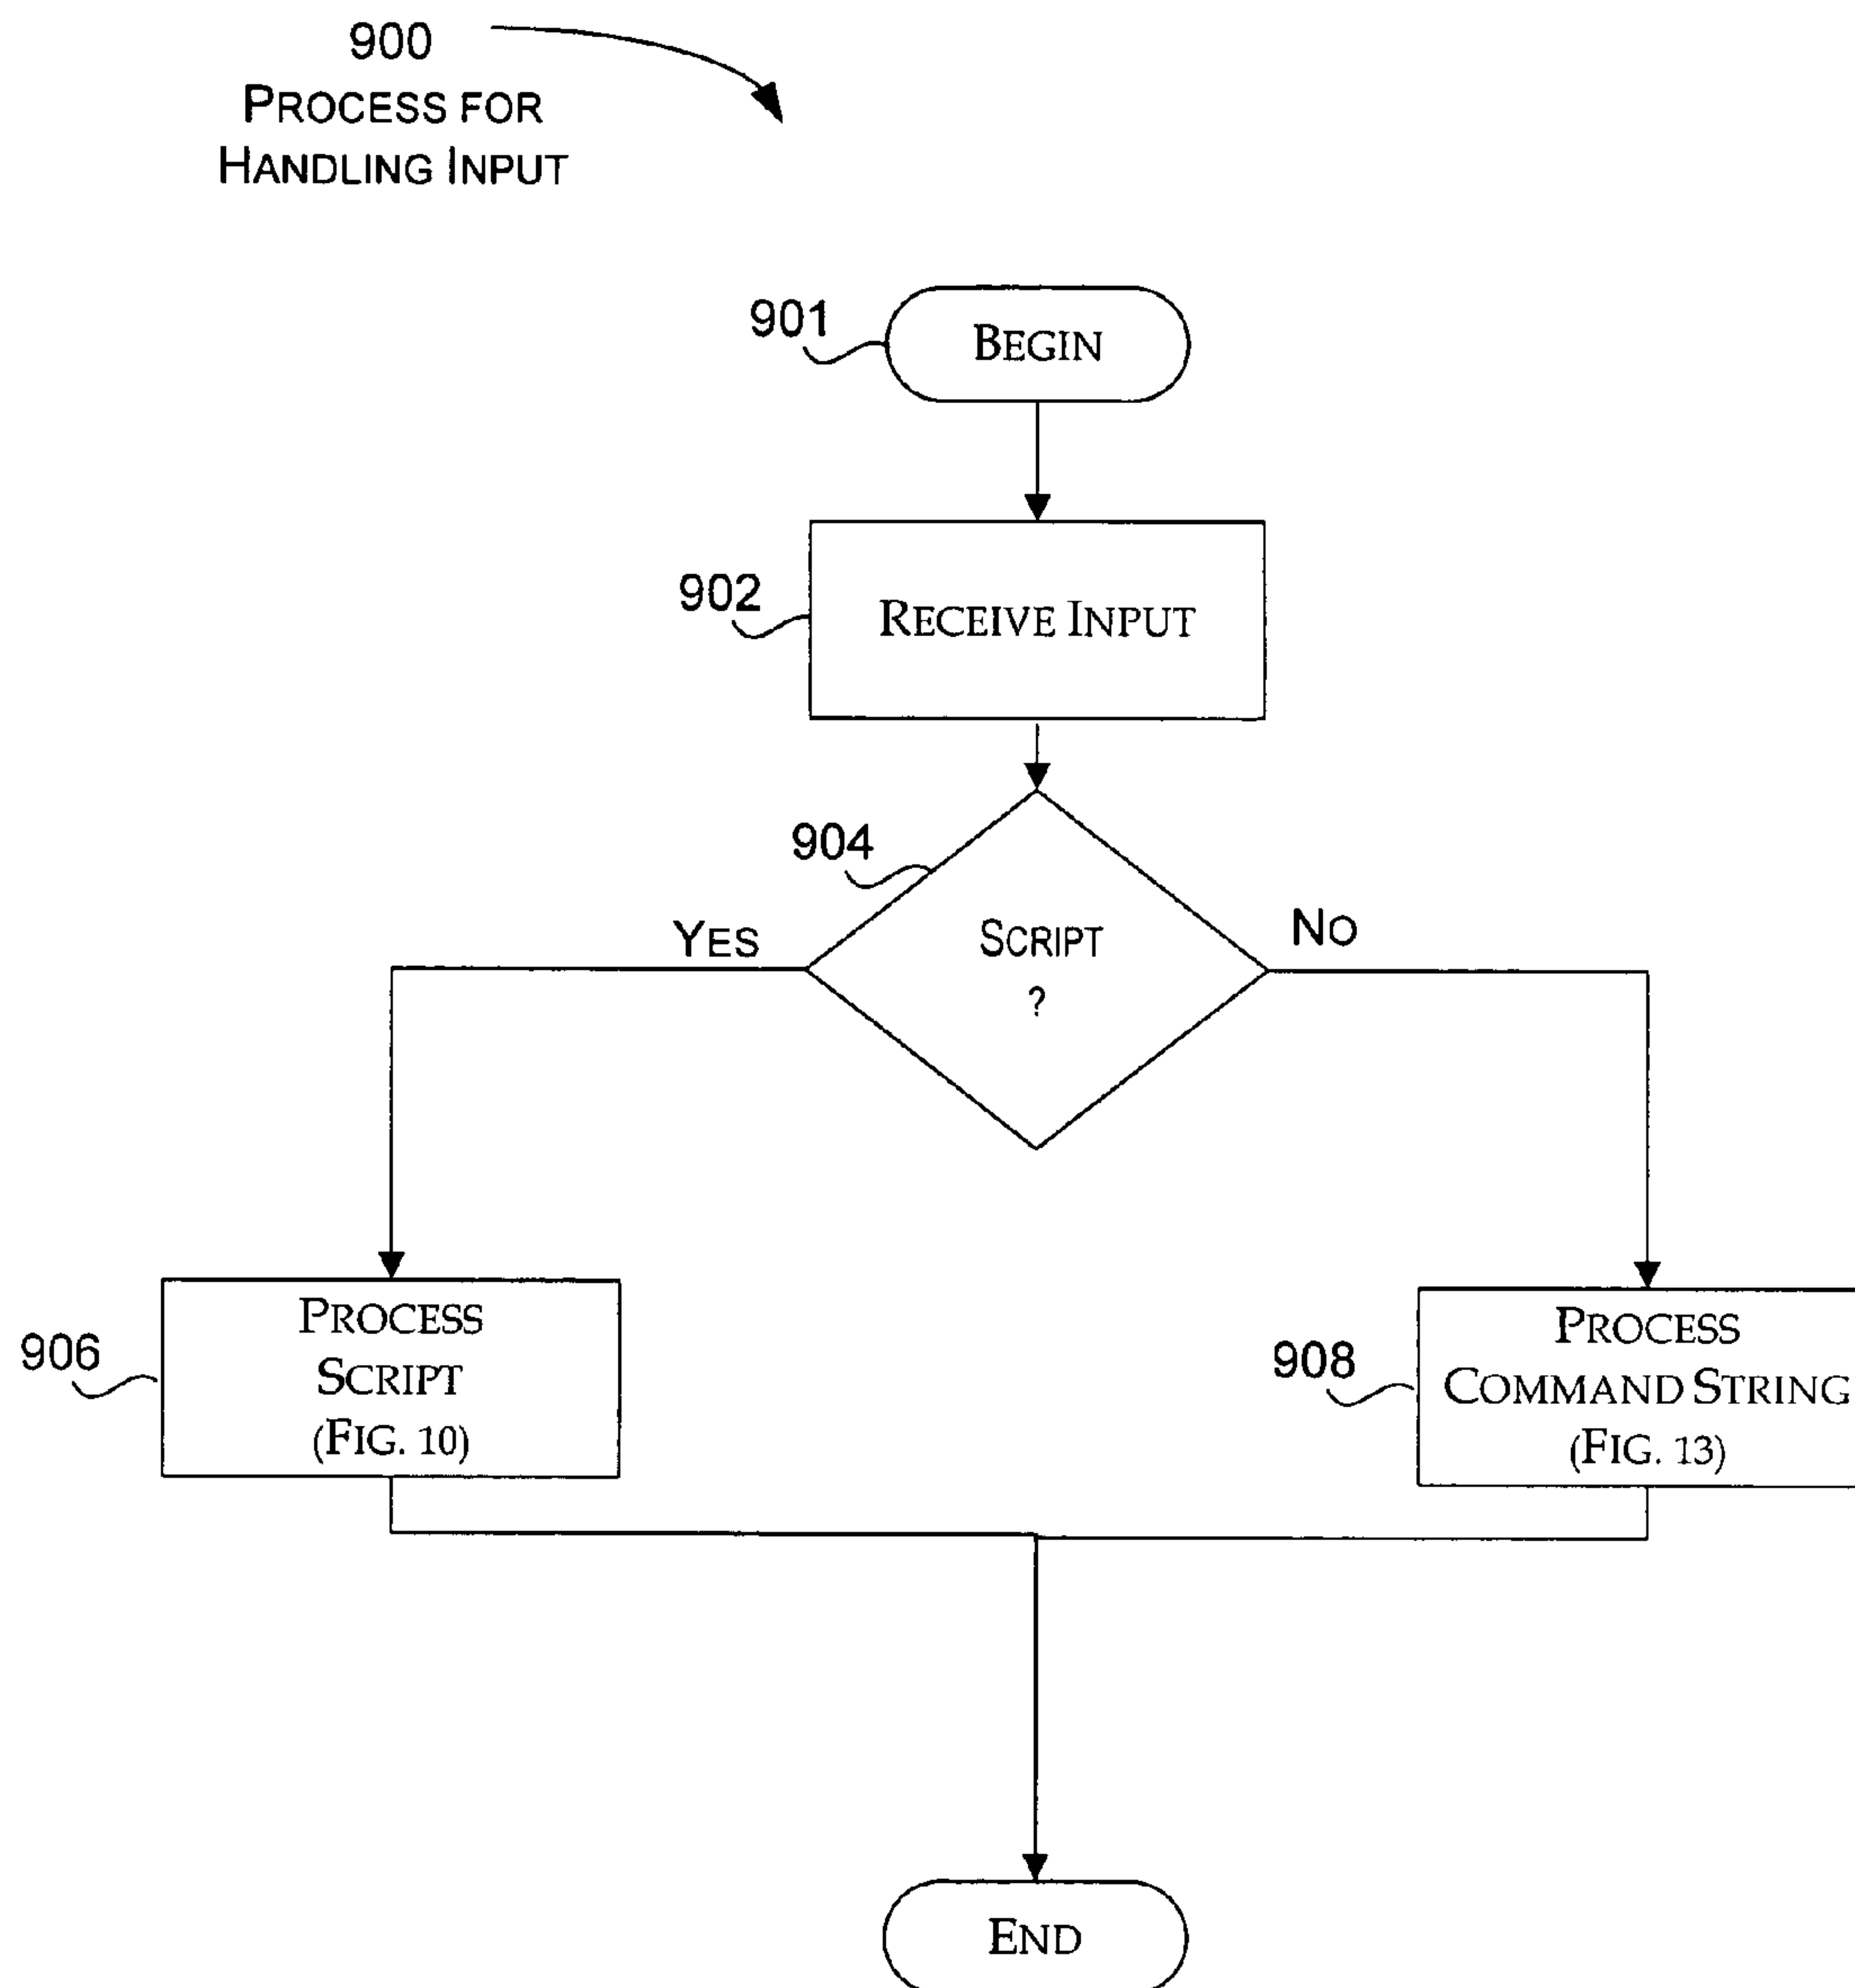 900
PROCESS FOR
HANDLING INPUT
901
BEGIN
902
RECEIVE INPUT
904
YES
SCRIPT
?
NO
906
PROCESS
SCRIPT
(FIG. 10)
908
PROCESS
COMMAND STRING
(FIG. 13)
END